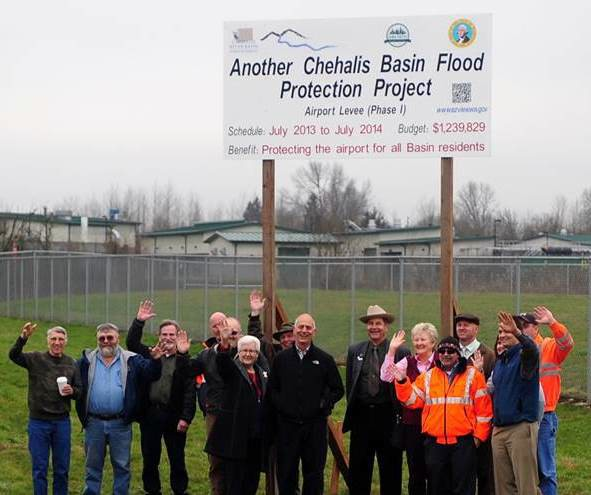 Another Chehalis Basin Flood
Protection Project
Airport Levee (Phase I)
Schedule: July 2013 to July 2014 Budget: $1,239,829
Benefit: Protecting the airport for all Basin residents